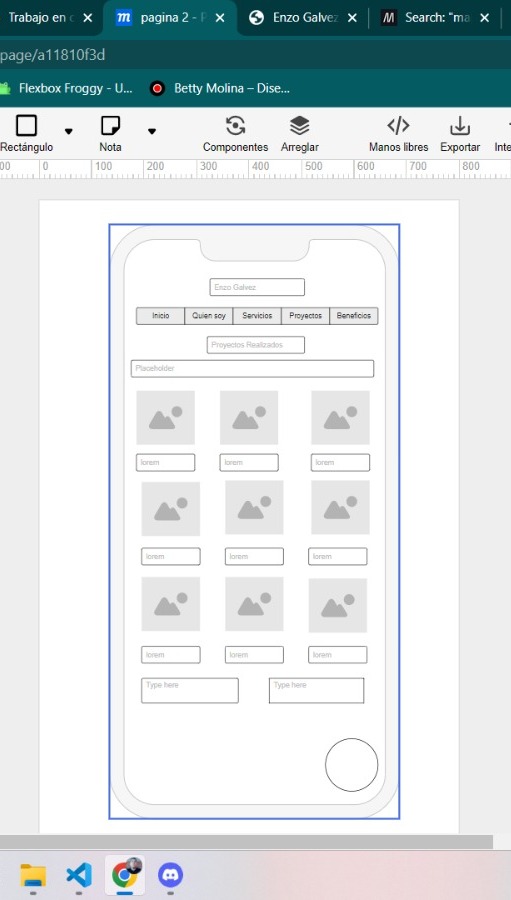 Trabajo en c
pagina 2 - P
Enzo Galvez
Search: "ma
page/a11810f3d
Flexbox Froggy - U...
Betty Molina – Dise...
Rectángulo
Nota
Componentes
Arreglar
Manos libres
Exportar
Inte
00 0 100 200 300 400 500 600 700 800
Enzo Galvez
Inicio Quien soy Servicios Proyectos Beneficios
Proyectos Realizados
Placeholder
lorem lorem lorem
lorem lorem lorem
lorem lorem lorem
Type here Type here